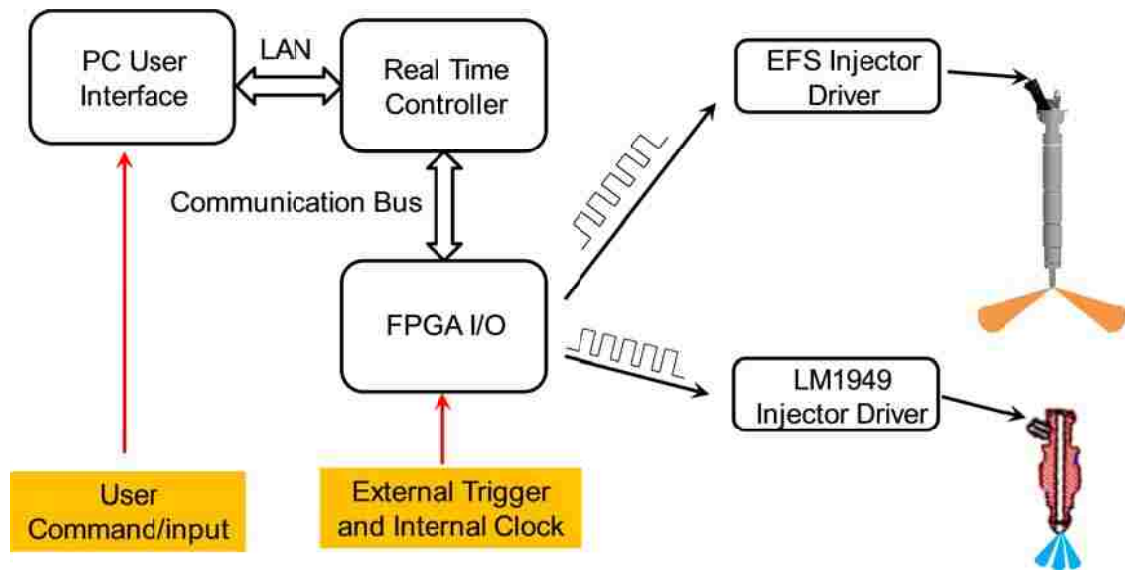 LAN
PC User
Interface
Real Time
Controller
EFS Injector
Driver
Communication Bus
FPGA I/O
LM1949
Injector Driver
User
Command/input
External Trigger
and Internal Clock